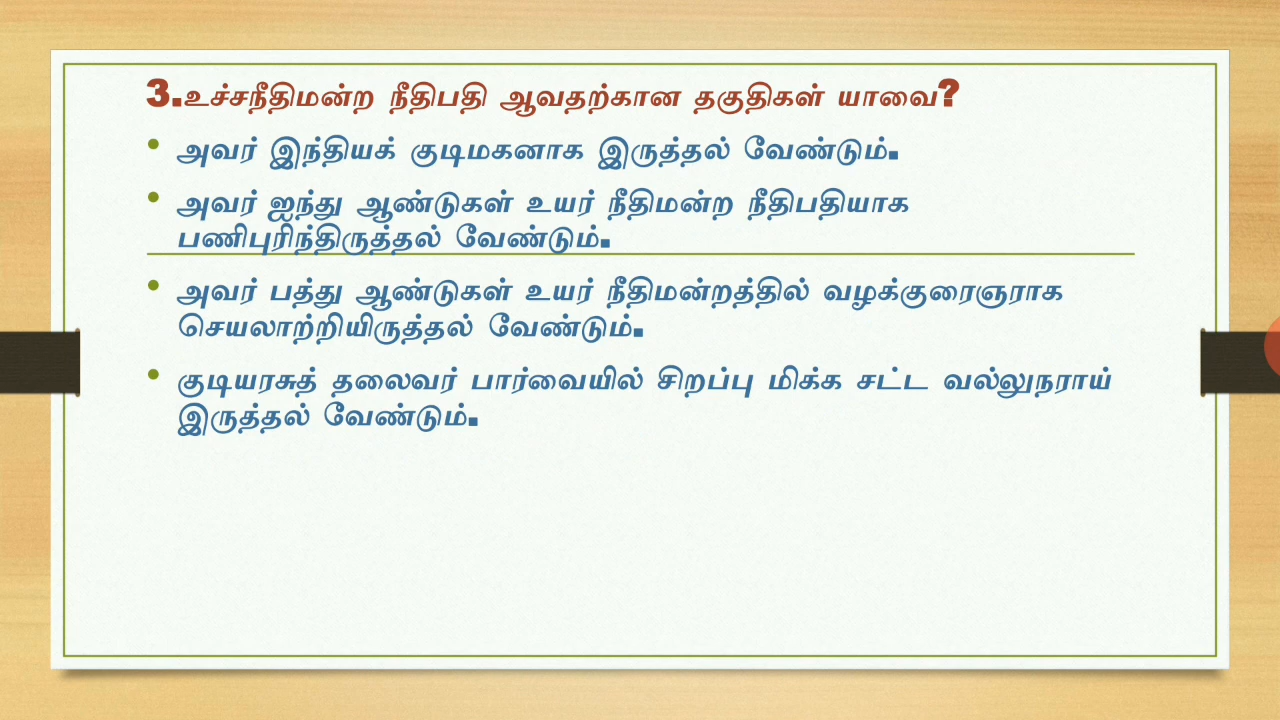 3.உச்சநீதிமன்ற நீதிபதி ஆவதற்கான தகுதிகள் யாவை?
• அவர் இந்தியக் குடிமகனாக இருத்தல் வேண்டும்.
• அவர் ஐந்து ஆண்டுகள் உயர் நீதிமன்ற நீதிபதியாக
பணிபுரிந்திருத்தல் வேண்டும்.
• அவர் பத்து ஆண்டுகள் உயர் நீதிமன்றத்தில் வழக்குரைஞராக
செயலாற்றியிருத்தல் வேண்டும்.
• குடியரசுத் தலைவர் பார்வையில் சிறப்பு மிக்க சட்ட வல்லுநராய்
இருத்தல் வேண்டும்.